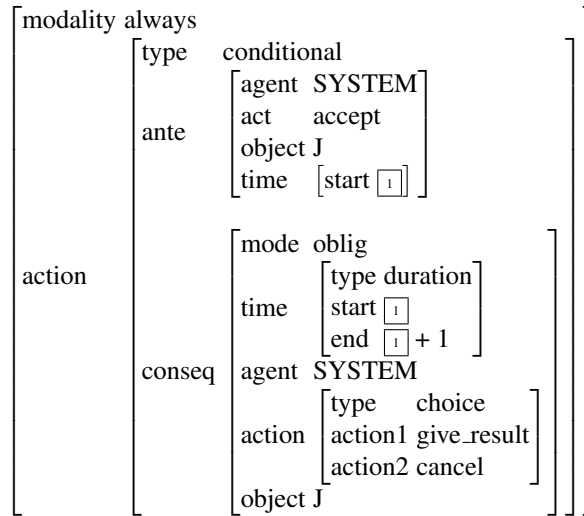 modality always
type conditional
agent SYSTEM
act accept
ante
object J
time start 1
mode oblig
type duration
action
time start 1
end 1 + 1
conseq agent SYSTEM
type choice
action action1 give_result
action2 cancel
object J